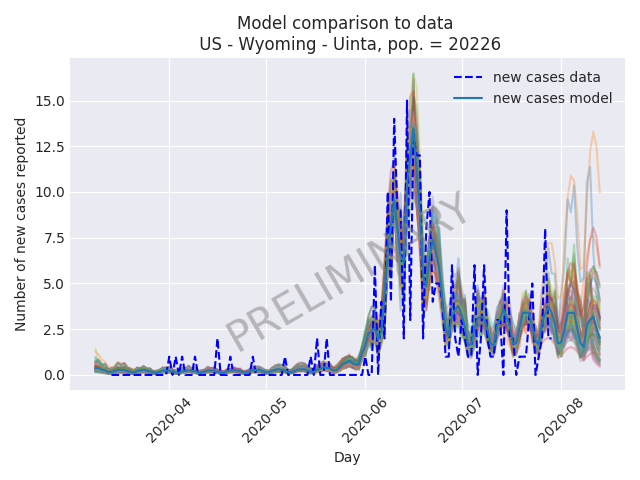 Model comparison to data
US - Wyoming - Uinta, pop. = 20226
new cases data
new cases model
Number of new cases reported
15.0
12.5
10.0
7.5
5.0
2.5
0.0
PRELIMINARY
2020-04
2020-05
2020-06
2020-07
2020-08
Day